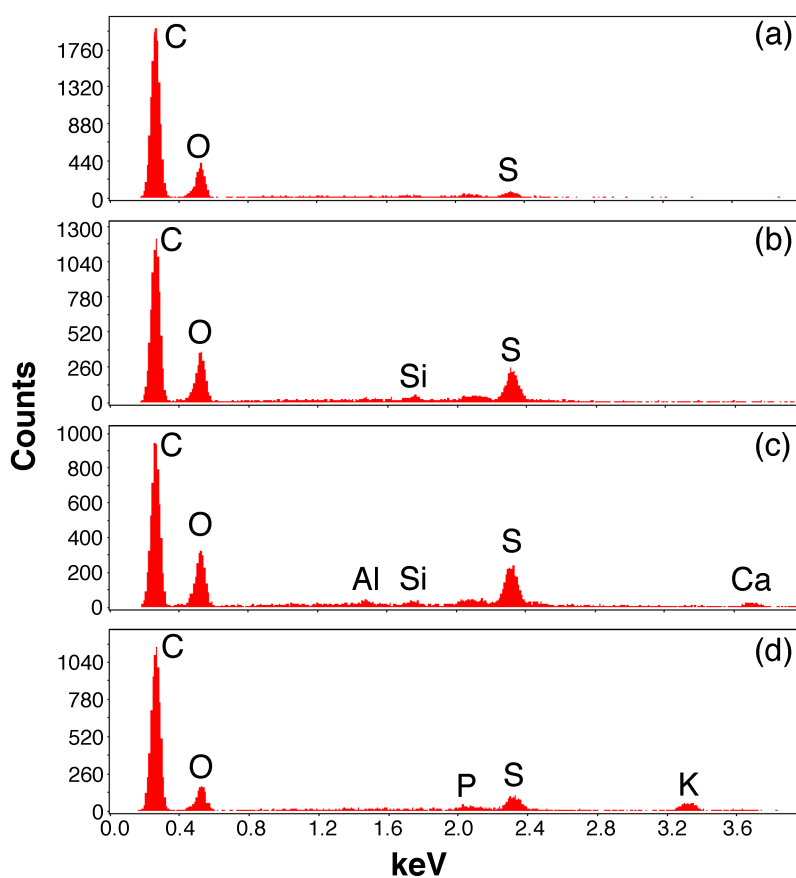 (a)
C
O
S
1760
1320
880
440
0
(b)
C
O
Si
S
1300
1040
780
520
260
0
(c)
C
O
Al
Si
S
Ca
1000
800
600
400
200
0
(d)
C
O
P
S
K
1040
780
520
260
0
0.0 0.4 0.8 1.2 1.6 2.0 2.4 2.8 3.2 3.6
Counts
keV